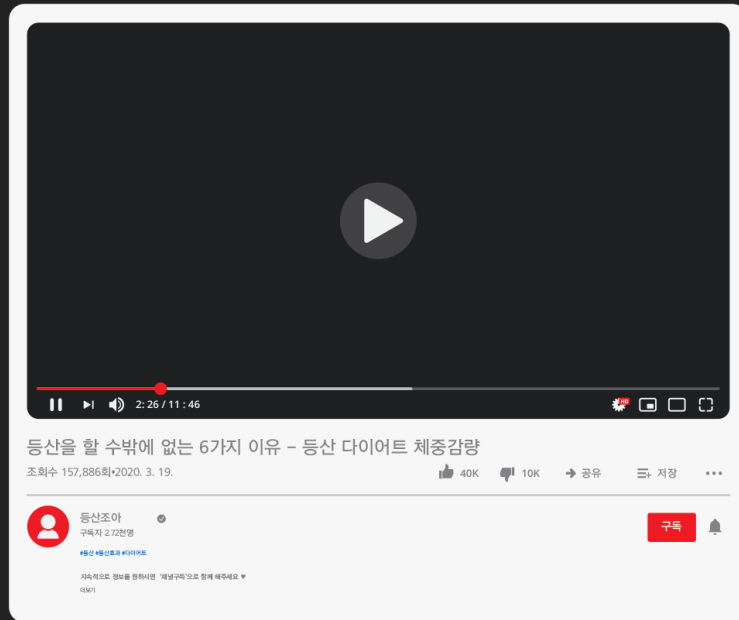 HD
2: 26 / 11 : 46
등산을 할 수밖에 없는 6가지 이유 – 등산 다이어트 체중감량
조회수 157,886회•2020. 3. 19.
40K 10K 공유 저장
등산조아
구독자 2.72천명
구독
#등산 #등산효과 #다이어트
지속적으로 정보를 원하시면 '채널구독'으로 함께 해주세요 ♥
더보기